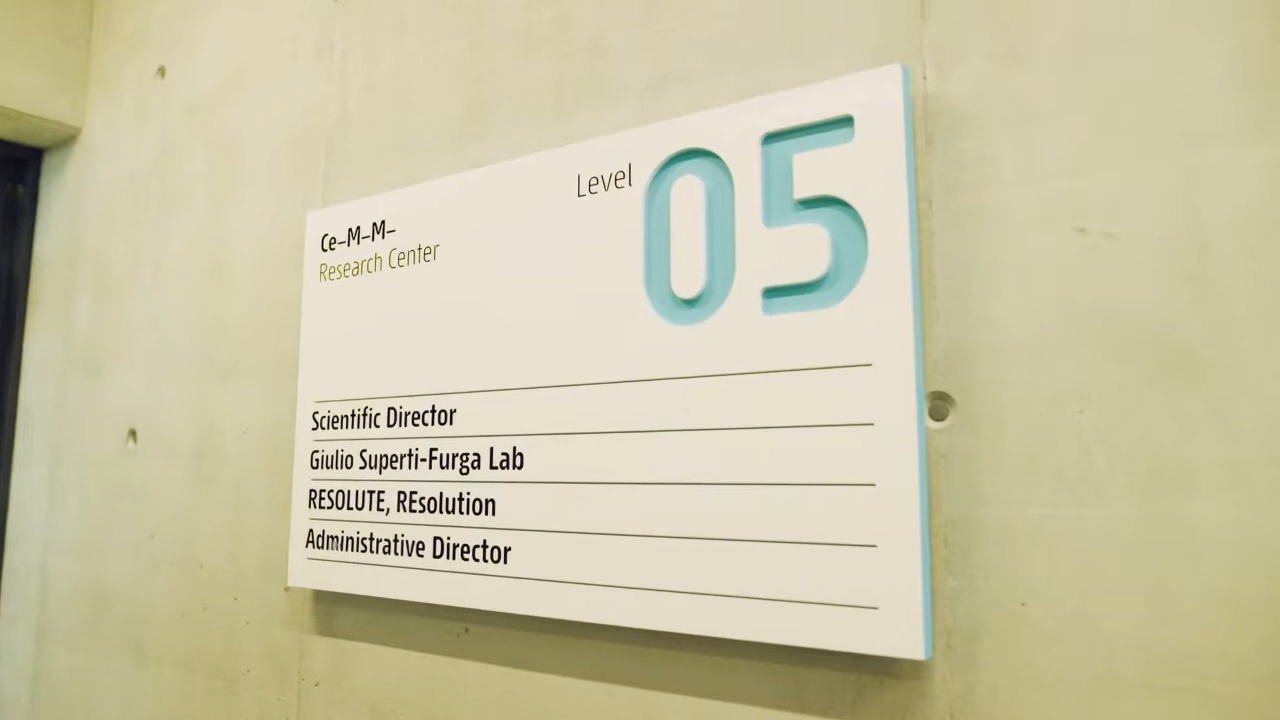 Level 05
Ce–M–M–
Research Center
Scientific Director
Giulio Superti-Furga Lab
RESOLUTE, REsolution
Administrative Director